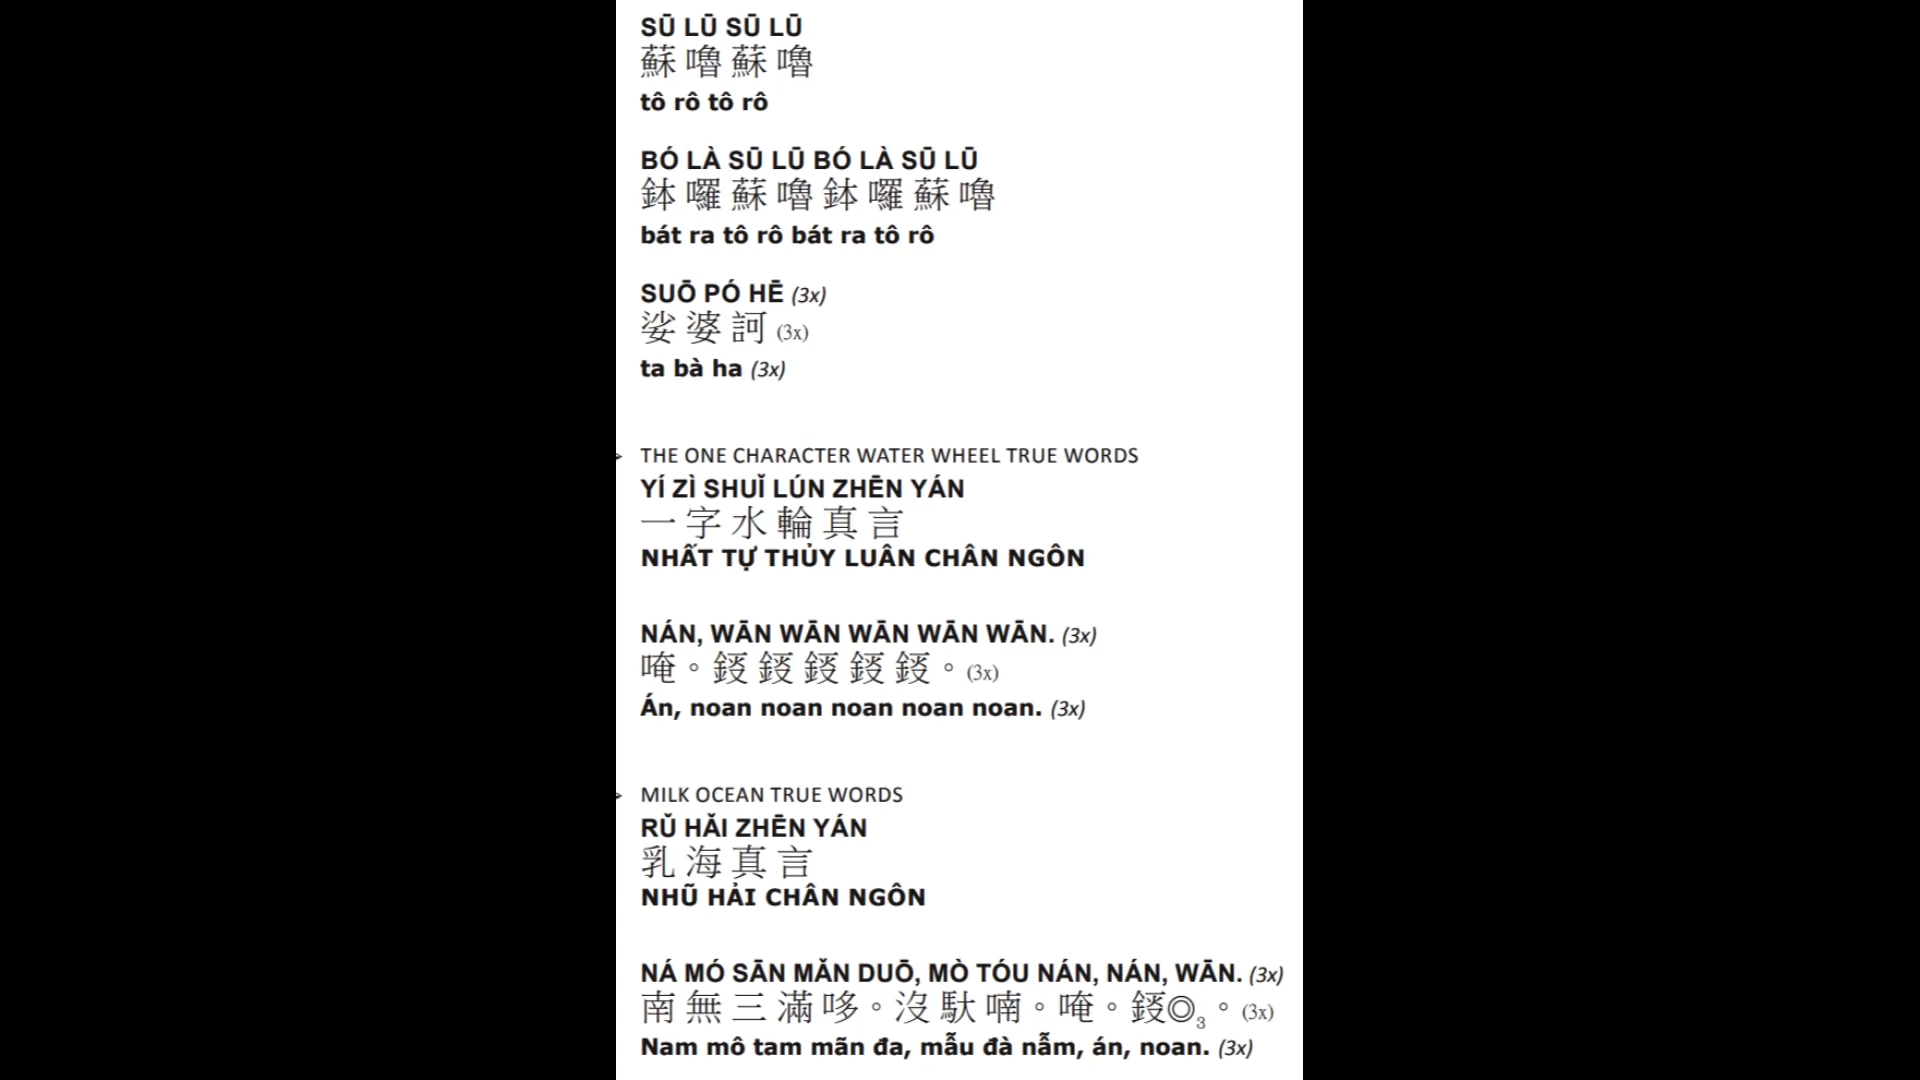 SŪ LŪ SŪ LŪ
蘇 嚕 蘇 嚕
tô rô tô rô
BÓ LÀ SŪ LŪ BÓ LÀ SŪ LŪ
鉢 囉 蘇 嚕 鉢 囉 蘇 嚕
bát ra tô rô bát ra tô rô
SUŌ PÓ HĒ (3x)
娑 婆 訶 (3x)
ta bà ha (3x)
THE ONE CHARACTER WATER WHEEL TRUE WORDS
YÍ ZÌ SHUǏ LÚN ZHĒN YÁN
一 字 水 輪 真 言
NHẤT TỰ THỦY LUÂN CHÂN NGÔN
NÁN, WĀN WĀN WĀN WĀN WĀN. (3x)
唵。鋄 鋄 鋄 鋄 鋄。(3x)
Án, noan noan noan noan noan. (3x)
MILK OCEAN TRUE WORDS
RǓ HǍI ZHĒN YÁN
乳 海 真 言
NHŨ HẢI CHÂN NGÔN
NÁ MÓ SĀN MǍN DUŌ, MÒ TÓU NÁN, NÁN, WĀN. (3x)
南 無 三 滿 哆。沒 馱 喃。唵。鋄◎3。(3x)
Nam mô tam mãn đa, mẫu đà nẫm, án, noan. (3x)